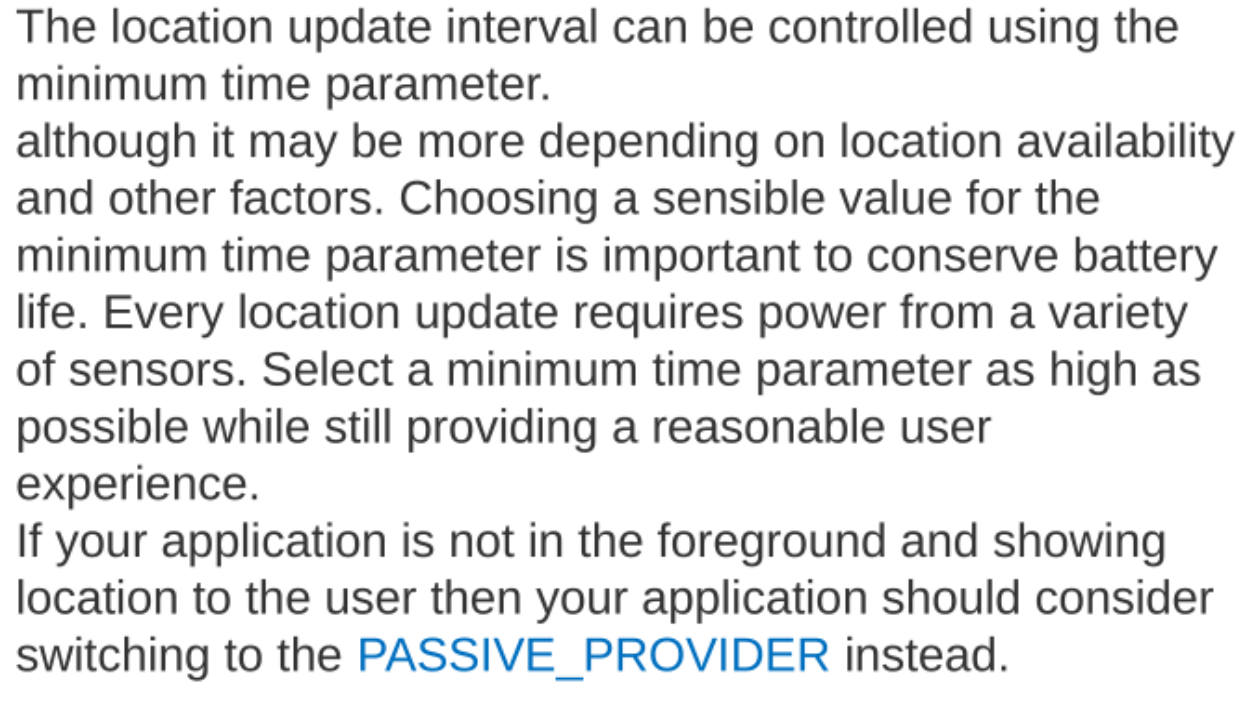 The location update interval can be controlled using the
minimum time parameter.
although it may be more depending on location availability
and other factors. Choosing a sensible value for the
minimum time parameter is important to conserve battery
life. Every location update requires power from a variety
of sensors. Select a minimum time parameter as high as
possible while still providing a reasonable user
experience.
If your application is not in the foreground and showing
location to the user then your application should consider
switching to the PASSIVE_PROVIDER instead.